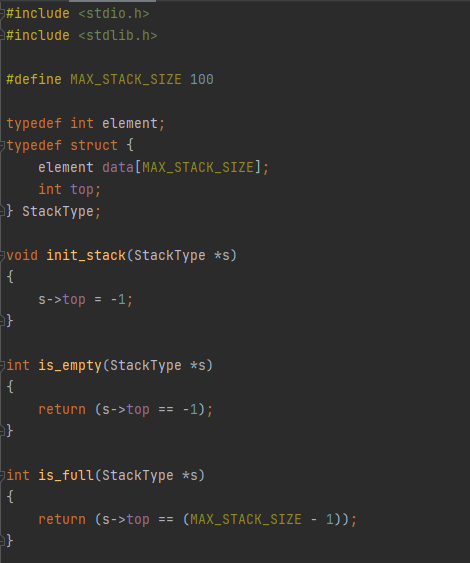 #include <stdio.h>
#include <stdlib.h>

#define MAX_STACK_SIZE 100

typedef int element;
typedef struct {
    element data[MAX_STACK_SIZE];
    int top;
} StackType;

void init_stack(StackType *s)
{
    s->top = -1;
}

int is_empty(StackType *s)
{
    return (s->top == -1);
}

int is_full(StackType *s)
{
    return (s->top == (MAX_STACK_SIZE - 1));
}